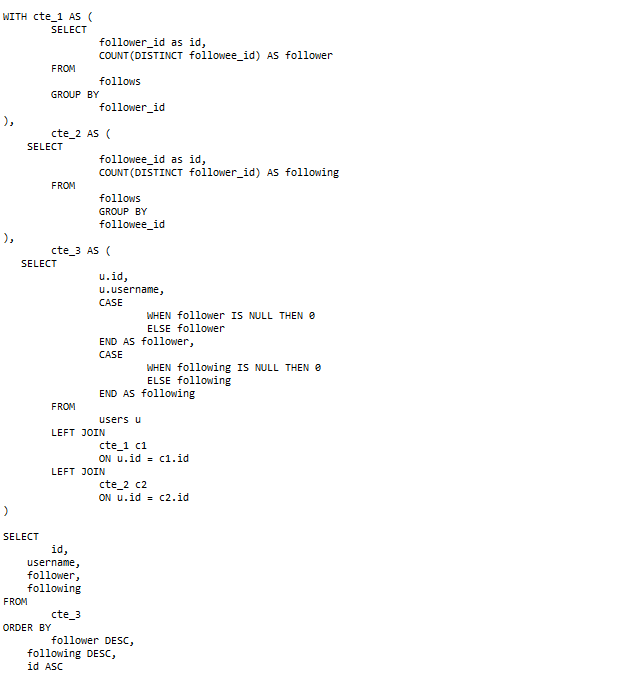 WITH cte_1 AS (
SELECT
follower_id as id,
COUNT(DISTINCT followee_id) AS follower
FROM
follows
GROUP BY
follower_id
),
cte_2 AS (
SELECT
followee_id as id,
COUNT(DISTINCT follower_id) AS following
FROM
follows
GROUP BY
followee_id
),
cte_3 AS (
SELECT
u.id,
u.username,
CASE
WHEN follower IS NULL THEN 0
ELSE follower
END AS follower,
CASE
WHEN following IS NULL THEN 0
ELSE following
END AS following
FROM
users u
LEFT JOIN
cte_1 c1
ON u.id = c1.id
LEFT JOIN
cte_2 c2
ON u.id = c2.id
)
SELECT
id,
username,
follower,
following
FROM
cte_3
ORDER BY
follower DESC,
following DESC,
id ASC